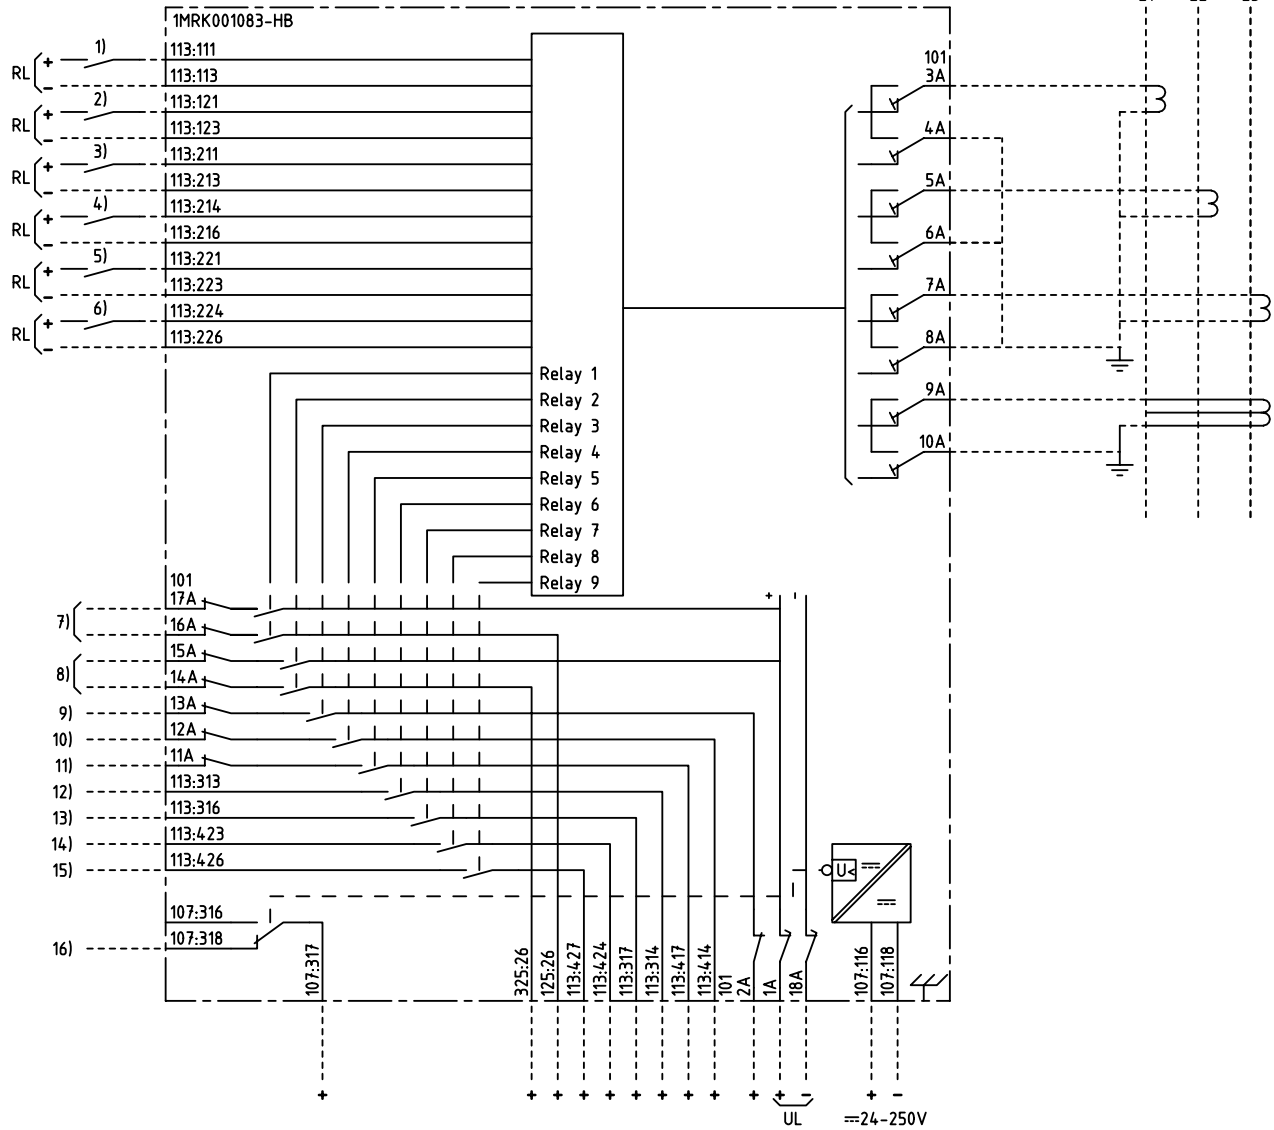 1MRK001083-HB
1) 113:111
RL + -
113:113
2) 113:121
RL + -
113:123
3) 113:211
RL + -
113:213
4) 113:214
RL + -
113:216
5) 113:221
RL + -
113:223
6) 113:224
RL + -
113:226
101
3A
4A
5A
6A
7A
8A
9A
10A
Relay 1
Relay 2
Relay 3
Relay 4
Relay 5
Relay 6
Relay 7
Relay 8
Relay 9
101
+ -
7) 17A
16A
8) 15A
14A
9) 13A
10) 12A
11) 11A
12) 113:313
13) 113:316
14) 113:423
15) 113:426
U<
107:316
16) 107:318
107:317
325:26
125:26
113:427
113:424
113:317
113:314
113:417
113:414
101
2A
1A
18A
107:116
107:118
+ + + + + + + + + + + - + -
UL
24-250V